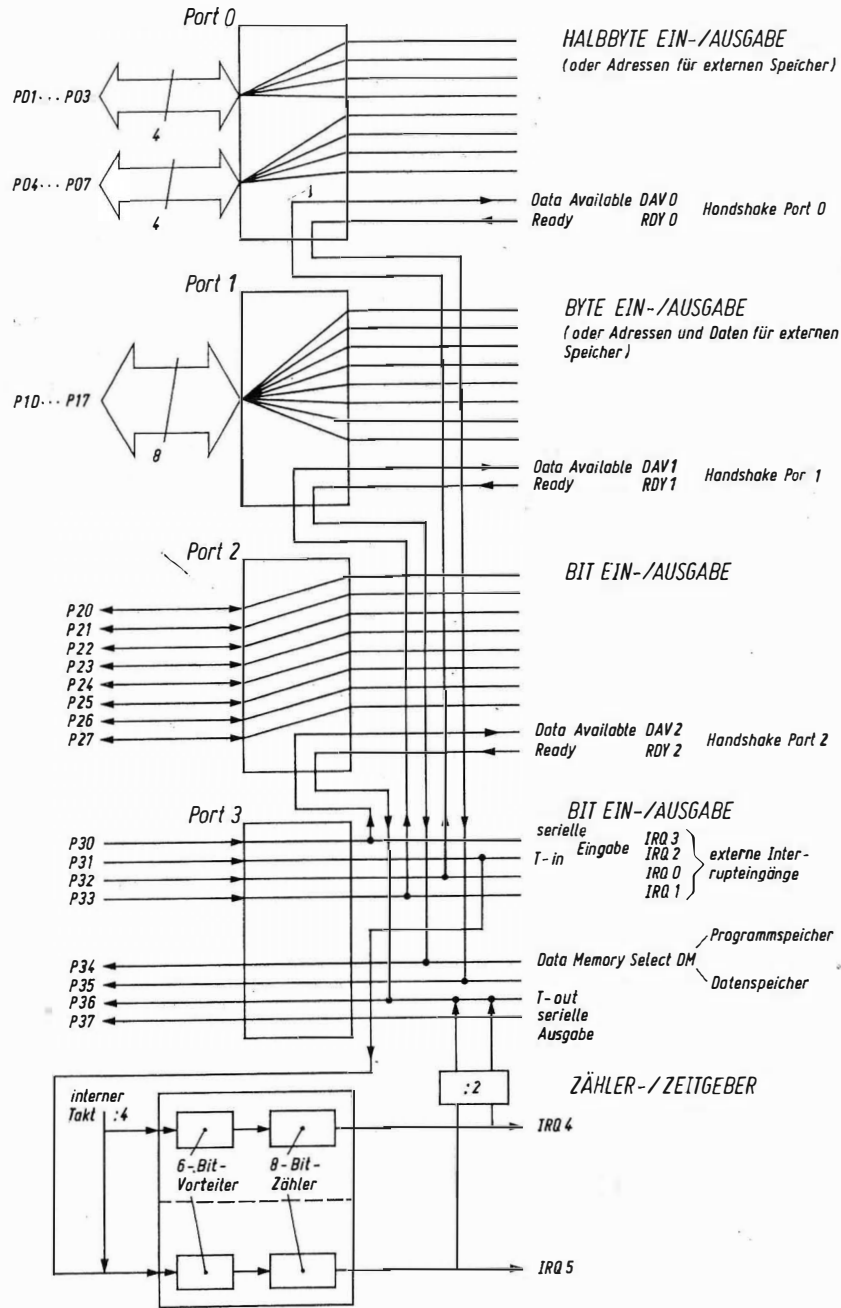 Port 0
HALBBYTE EIN-/AUSGABE
(oder Adressen für externen Speicher)
P01 ··· P03
4
P04 ··· P07
4
Data Available DAV 0
Ready RDY 0
Handshake Port 0
Port 1
BYTE EIN-/AUSGABE
(oder Adressen und Daten für externen
Speicher)
P10 ··· P17
8
Data Available DAV 1
Ready RDY 1
Handshake Por 1
Port 2
BIT EIN-/AUSGABE
P20
P21
P22
P23
P24
P25
P26
P27
Data Available DAV 2
Ready RDY 2
Handshake Port 2
Port 3
BIT EIN-/AUSGABE
P30
P31
P32
P33
serielle
Eingabe
T-in
IRQ 3
IRQ 2
IRQ 0
IRQ 1
externe Inter-
rupteingänge
P34
P35
P36
P37
Data Memory Select DM
Programmspeicher
Datenspeicher
T-out
serielle
Ausgabe
:2
ZÄHLER-/ ZEITGEBER
interner
Takt :4
IRQ 4
6-Bit-
Vorteiler
8-Bit-
Zähler
IRQ 5